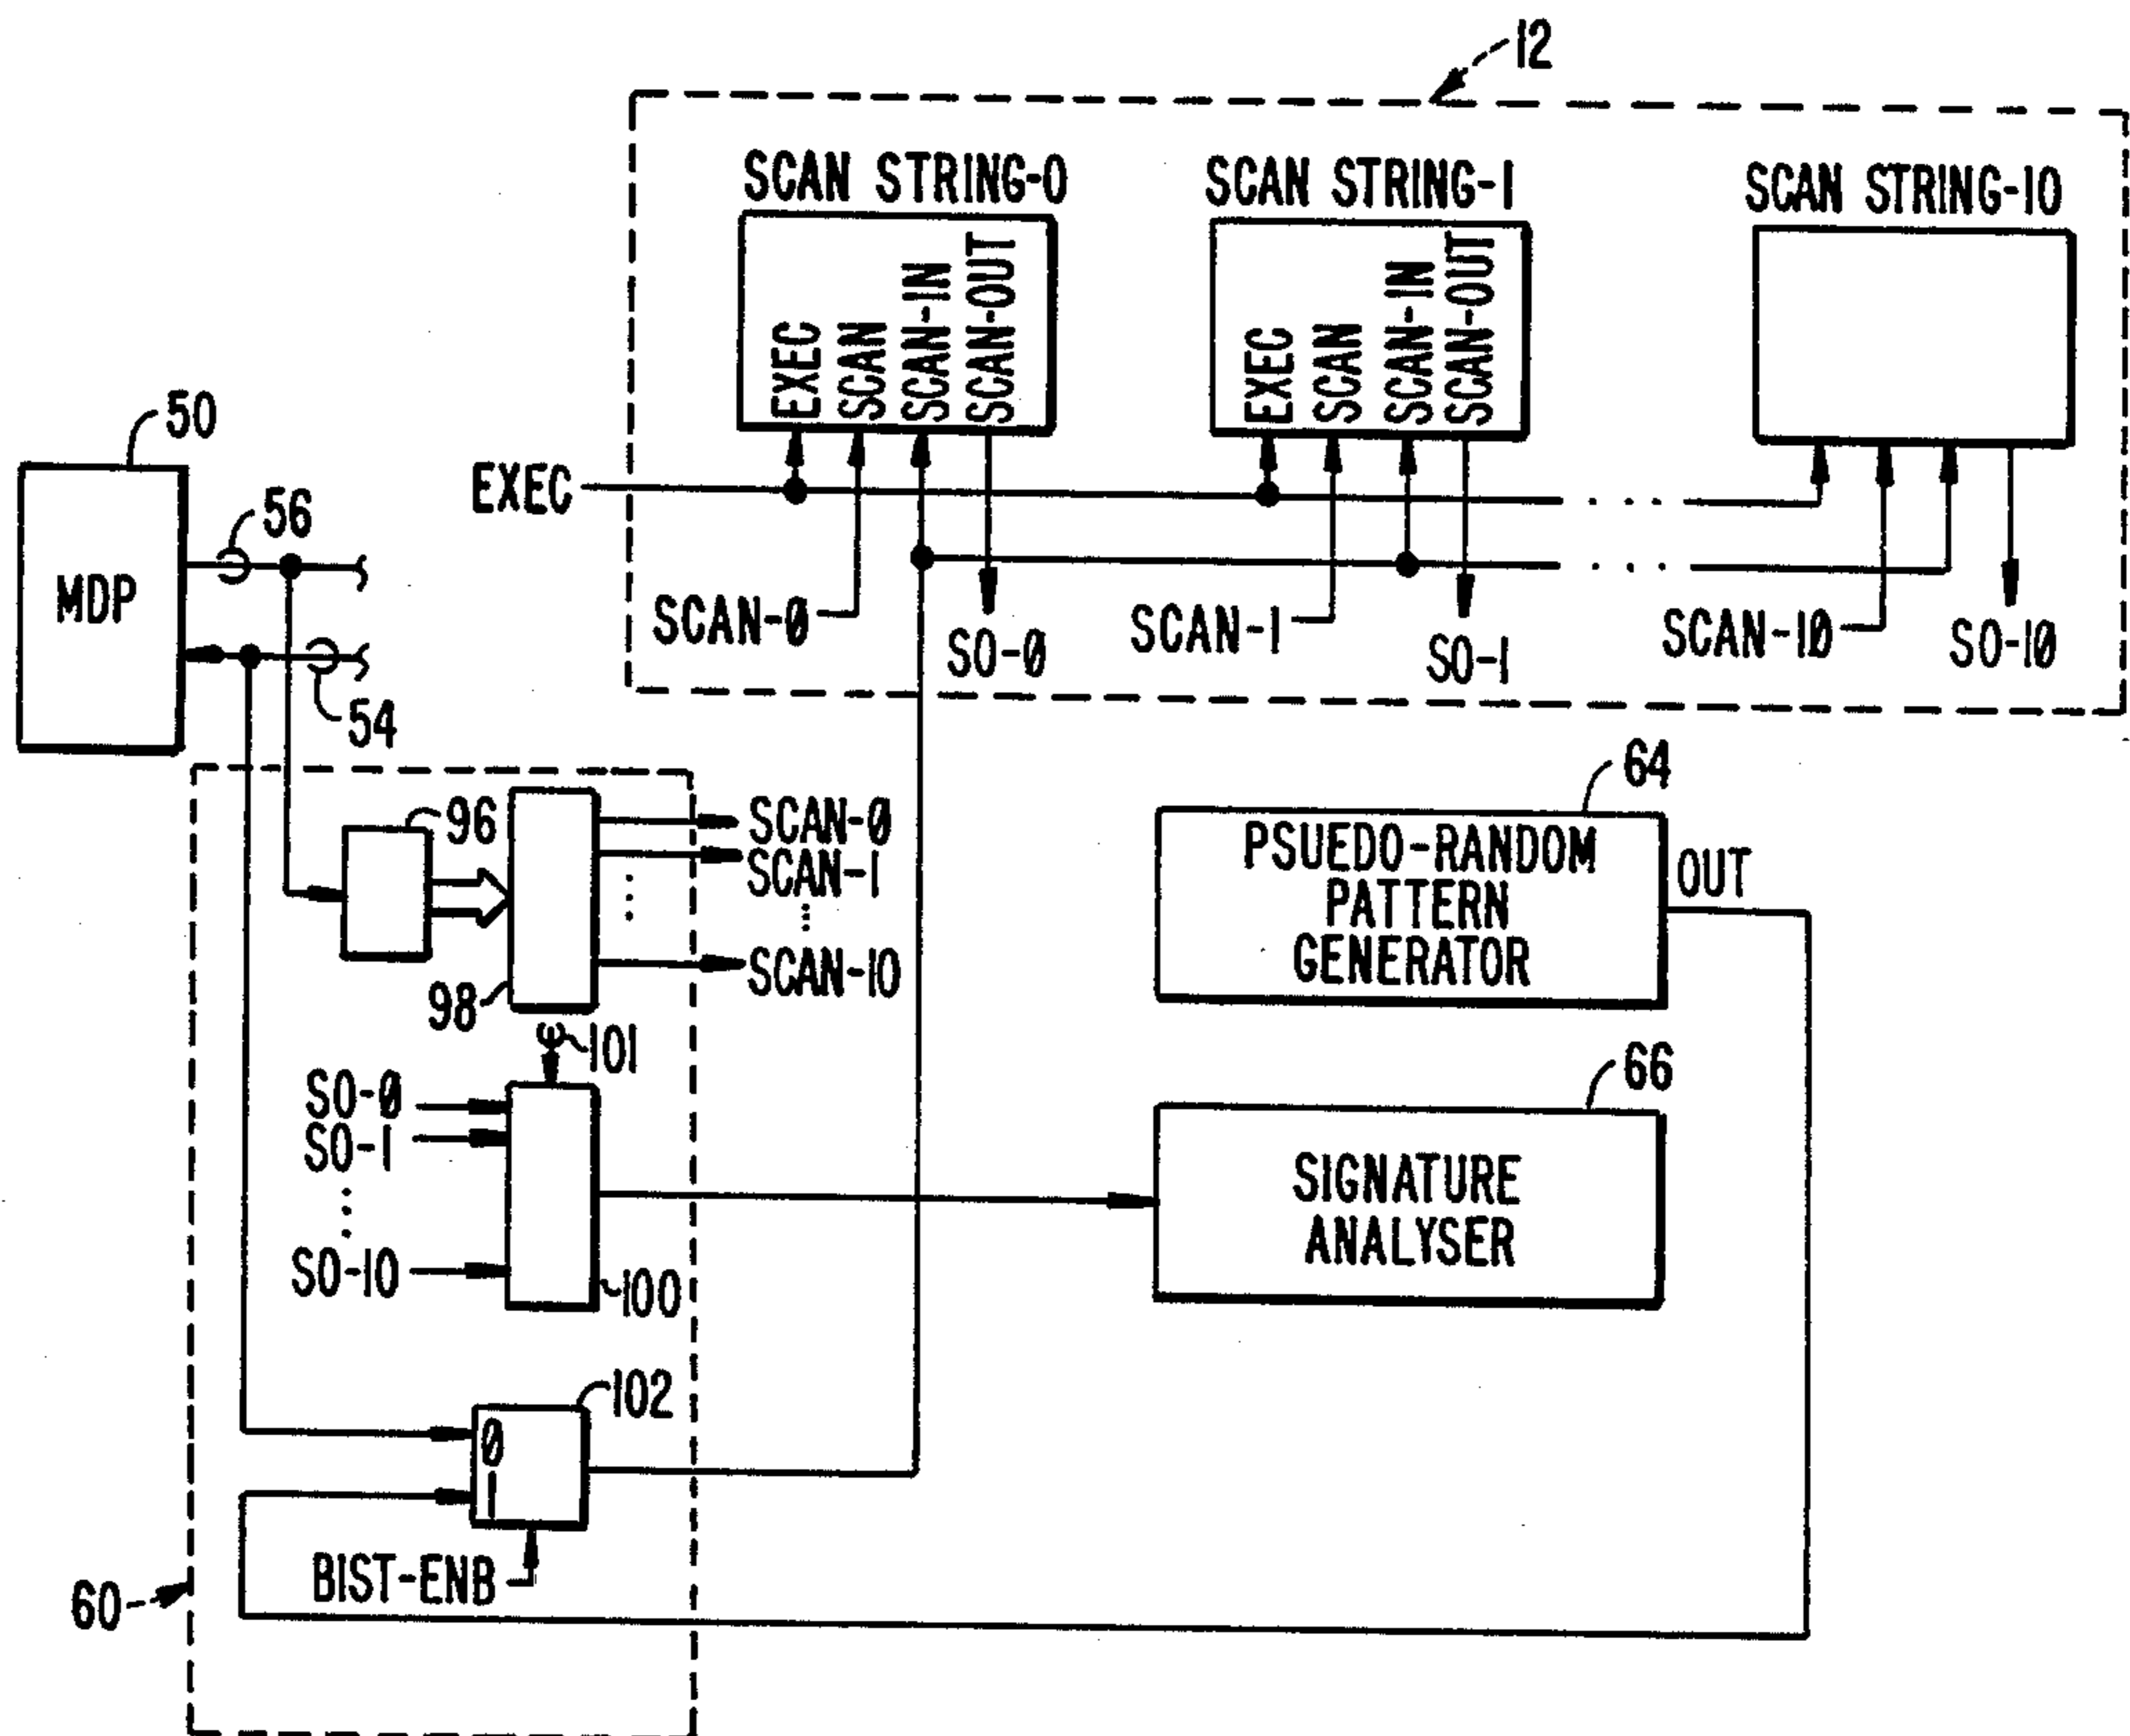 12
SCAN STRING-0
SCAN STRING-1
SCAN STRING-10
EXEC
SCAN
SCAN-IN
SCAN-OUT
EXEC
SCAN
SCAN-IN
SCAN-OUT
50
56
EXEC
MDP
SCAN-0
SO-0
SCAN-1
SO-1
SCAN-10
SO-10
54
64
96
SCAN-0
SCAN-1
SCAN-10
98
PSUEDO-RANDOM
PATTERN
GENERATOR
OUT
101
66
SO-0
SO-1
SO-10
100
SIGNATURE
ANALYSER
102
0
1
BIST-ENB
60